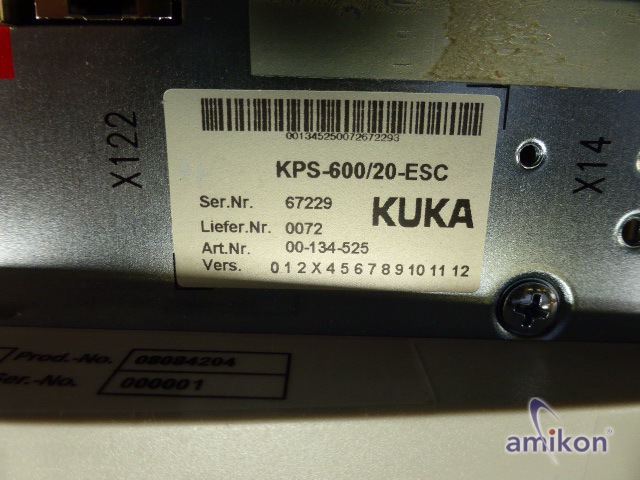 X122
X14
001345250072672293
KPS-600/20-ESC
Ser.Nr. 67229
KUKA
Liefer.Nr. 0072
Art.Nr. 00-134-525
Vers. 0 1 2 X 4 5 6 7 8 9 10 11 12
Prod.-No. 08084204
Ser.-No. 000001
amikon